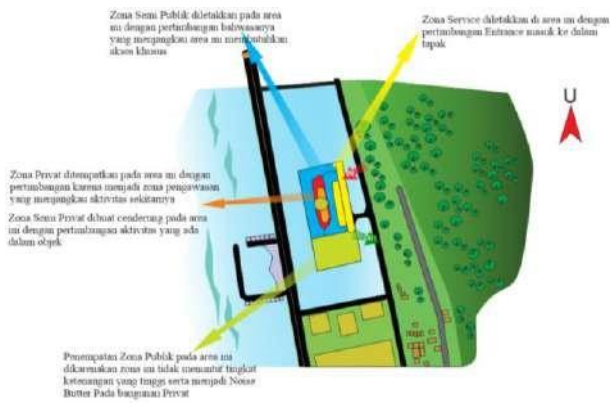 Zona Semi Publik diletakkan pada area
ini dengan pertimbangan bahwasanya
yang menjangkau area ini membutuhkan
akses khusus
Zona Service diletakkan di area ini dengan
pertimbangan Entrance masuk ke dalam
tapak
U
Zona Privat ditempatkan pada area ini dengan
pertimbangan karena menjadi zona pengawasan
yang menjangkau aktivitas sekitarnya
Zona Semi Privat dibuat cenderung pada area
ini dengan pertimbangan aktivitas yang ada
dalam objek
Penempatan Zona Publik pada area ini
dikarenakan zona ini tidak menuntut tingkat
ketenangan yang tinggi serta menjadi Noise
Butter Pada bangunan Privat